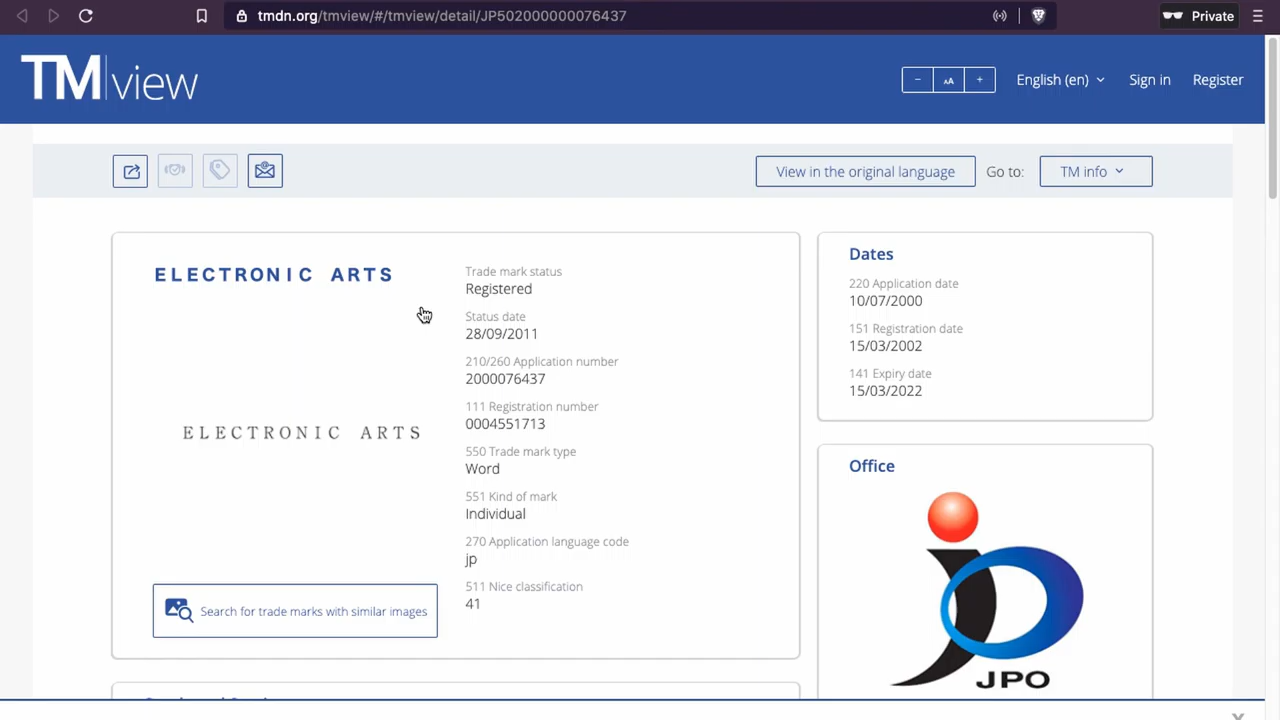 tmdn.org/tmview/#/tmview/detail/JP502000000076437
Private
TM|view
− AA +
English (en)
Sign in
Register
View in the original language
Go to:
TM info
ELECTRONIC ARTS
ELECTRONIC ARTS
Search for trade marks with similar images
Trade mark status
Registered
Status date
28/09/2011
210/260 Application number
2000076437
111 Registration number
0004551713
550 Trade mark type
Word
551 Kind of mark
Individual
270 Application language code
jp
511 Nice classification
41
Dates
220 Application date
10/07/2000
151 Registration date
15/03/2002
141 Expiry date
15/03/2022
Office
JPO